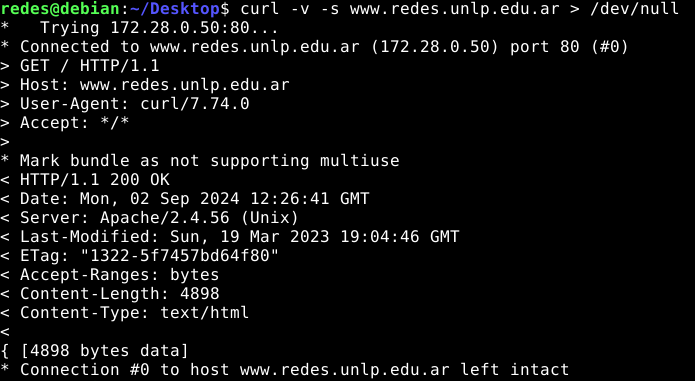 redes@debian:~/Desktop$ curl -v -s www.redes.unlp.edu.ar > /dev/null
*   Trying 172.28.0.50:80...
* Connected to www.redes.unlp.edu.ar (172.28.0.50) port 80 (#0)
> GET / HTTP/1.1
> Host: www.redes.unlp.edu.ar
> User-Agent: curl/7.74.0
> Accept: */*
>
* Mark bundle as not supporting multiuse
< HTTP/1.1 200 OK
< Date: Mon, 02 Sep 2024 12:26:41 GMT
< Server: Apache/2.4.56 (Unix)
< Last-Modified: Sun, 19 Mar 2023 19:04:46 GMT
< ETag: "1322-5f7457bd64f80"
< Accept-Ranges: bytes
< Content-Length: 4898
< Content-Type: text/html
<
{ [4898 bytes data]
* Connection #0 to host www.redes.unlp.edu.ar left intact